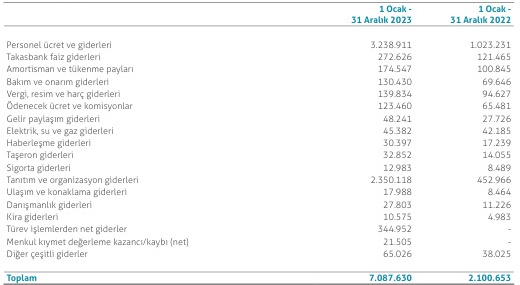 1 Ocak - 1 Ocak -
31 Aralık 2023 31 Aralık 2022
Personel ücret ve giderleri 3.238.911 1.023.231
Takasbank faiz giderleri 272.626 121.465
Amortisman ve tükenme payları 174.547 100.845
Bakım ve onarım giderleri 130.430 69.646
Vergi, resim ve harç giderleri 139.834 94.627
Ödenecek ücret ve komisyonlar 123.460 65.481
Gelir paylaşım giderleri 48.241 27.726
Elektrik, su ve gaz giderleri 45.382 42.185
Haberleşme giderleri 30.397 17.239
Taşeron giderleri 32.852 14.055
Sigorta giderleri 12.983 8.489
Tanıtım ve organizasyon giderleri 2.350.118 452.966
Ulaşım ve konaklama giderleri 17.988 8.464
Danışmanlık giderleri 27.803 11.226
Kira giderleri 10.575 4.983
Türev işlemlerden net giderler 344.952 -
Menkul kıymet değerleme kazancı/kaybı (net) 21.505 -
Diğer çeşitli giderler 65.026 38.025
Toplam 7.087.630 2.100.653